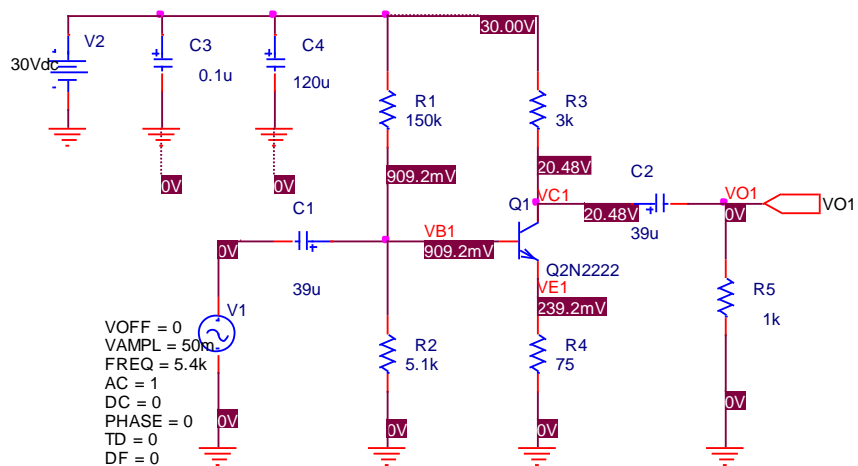 V2
30Vdc
C3
0.1u
C4
120u
30.00V
R1
150k
R3
3k
0V
0V
909.2mV
20.48V
C1
39u
VB1
909.2mV
Q1
VC1
Q2N2222
20.48V
C2
39u
VO1
0V
VO1
0V
V1
VOFF = 0
VAMPL = 50m
FREQ = 5.4k
AC = 1
DC = 0
PHASE = 0
TD = 0
DF = 0
0V
R2
5.1k
0V
VE1
239.2mV
R4
75
0V
R5
1k
0V